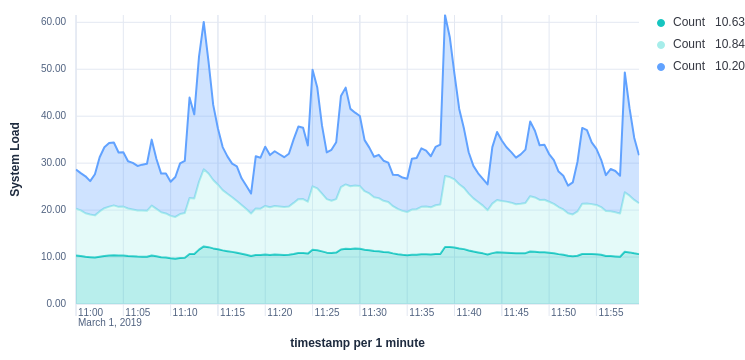 60.00
50.00
40.00
30.00
20.00
10.00
0.00
System Load
11:00 11:05 11:10 11:15 11:20 11:25 11:30 11:35 11:40 11:45 11:50 11:55
March 1, 2019
timestamp per 1 minute
Count 10.63
Count 10.84
Count 10.20